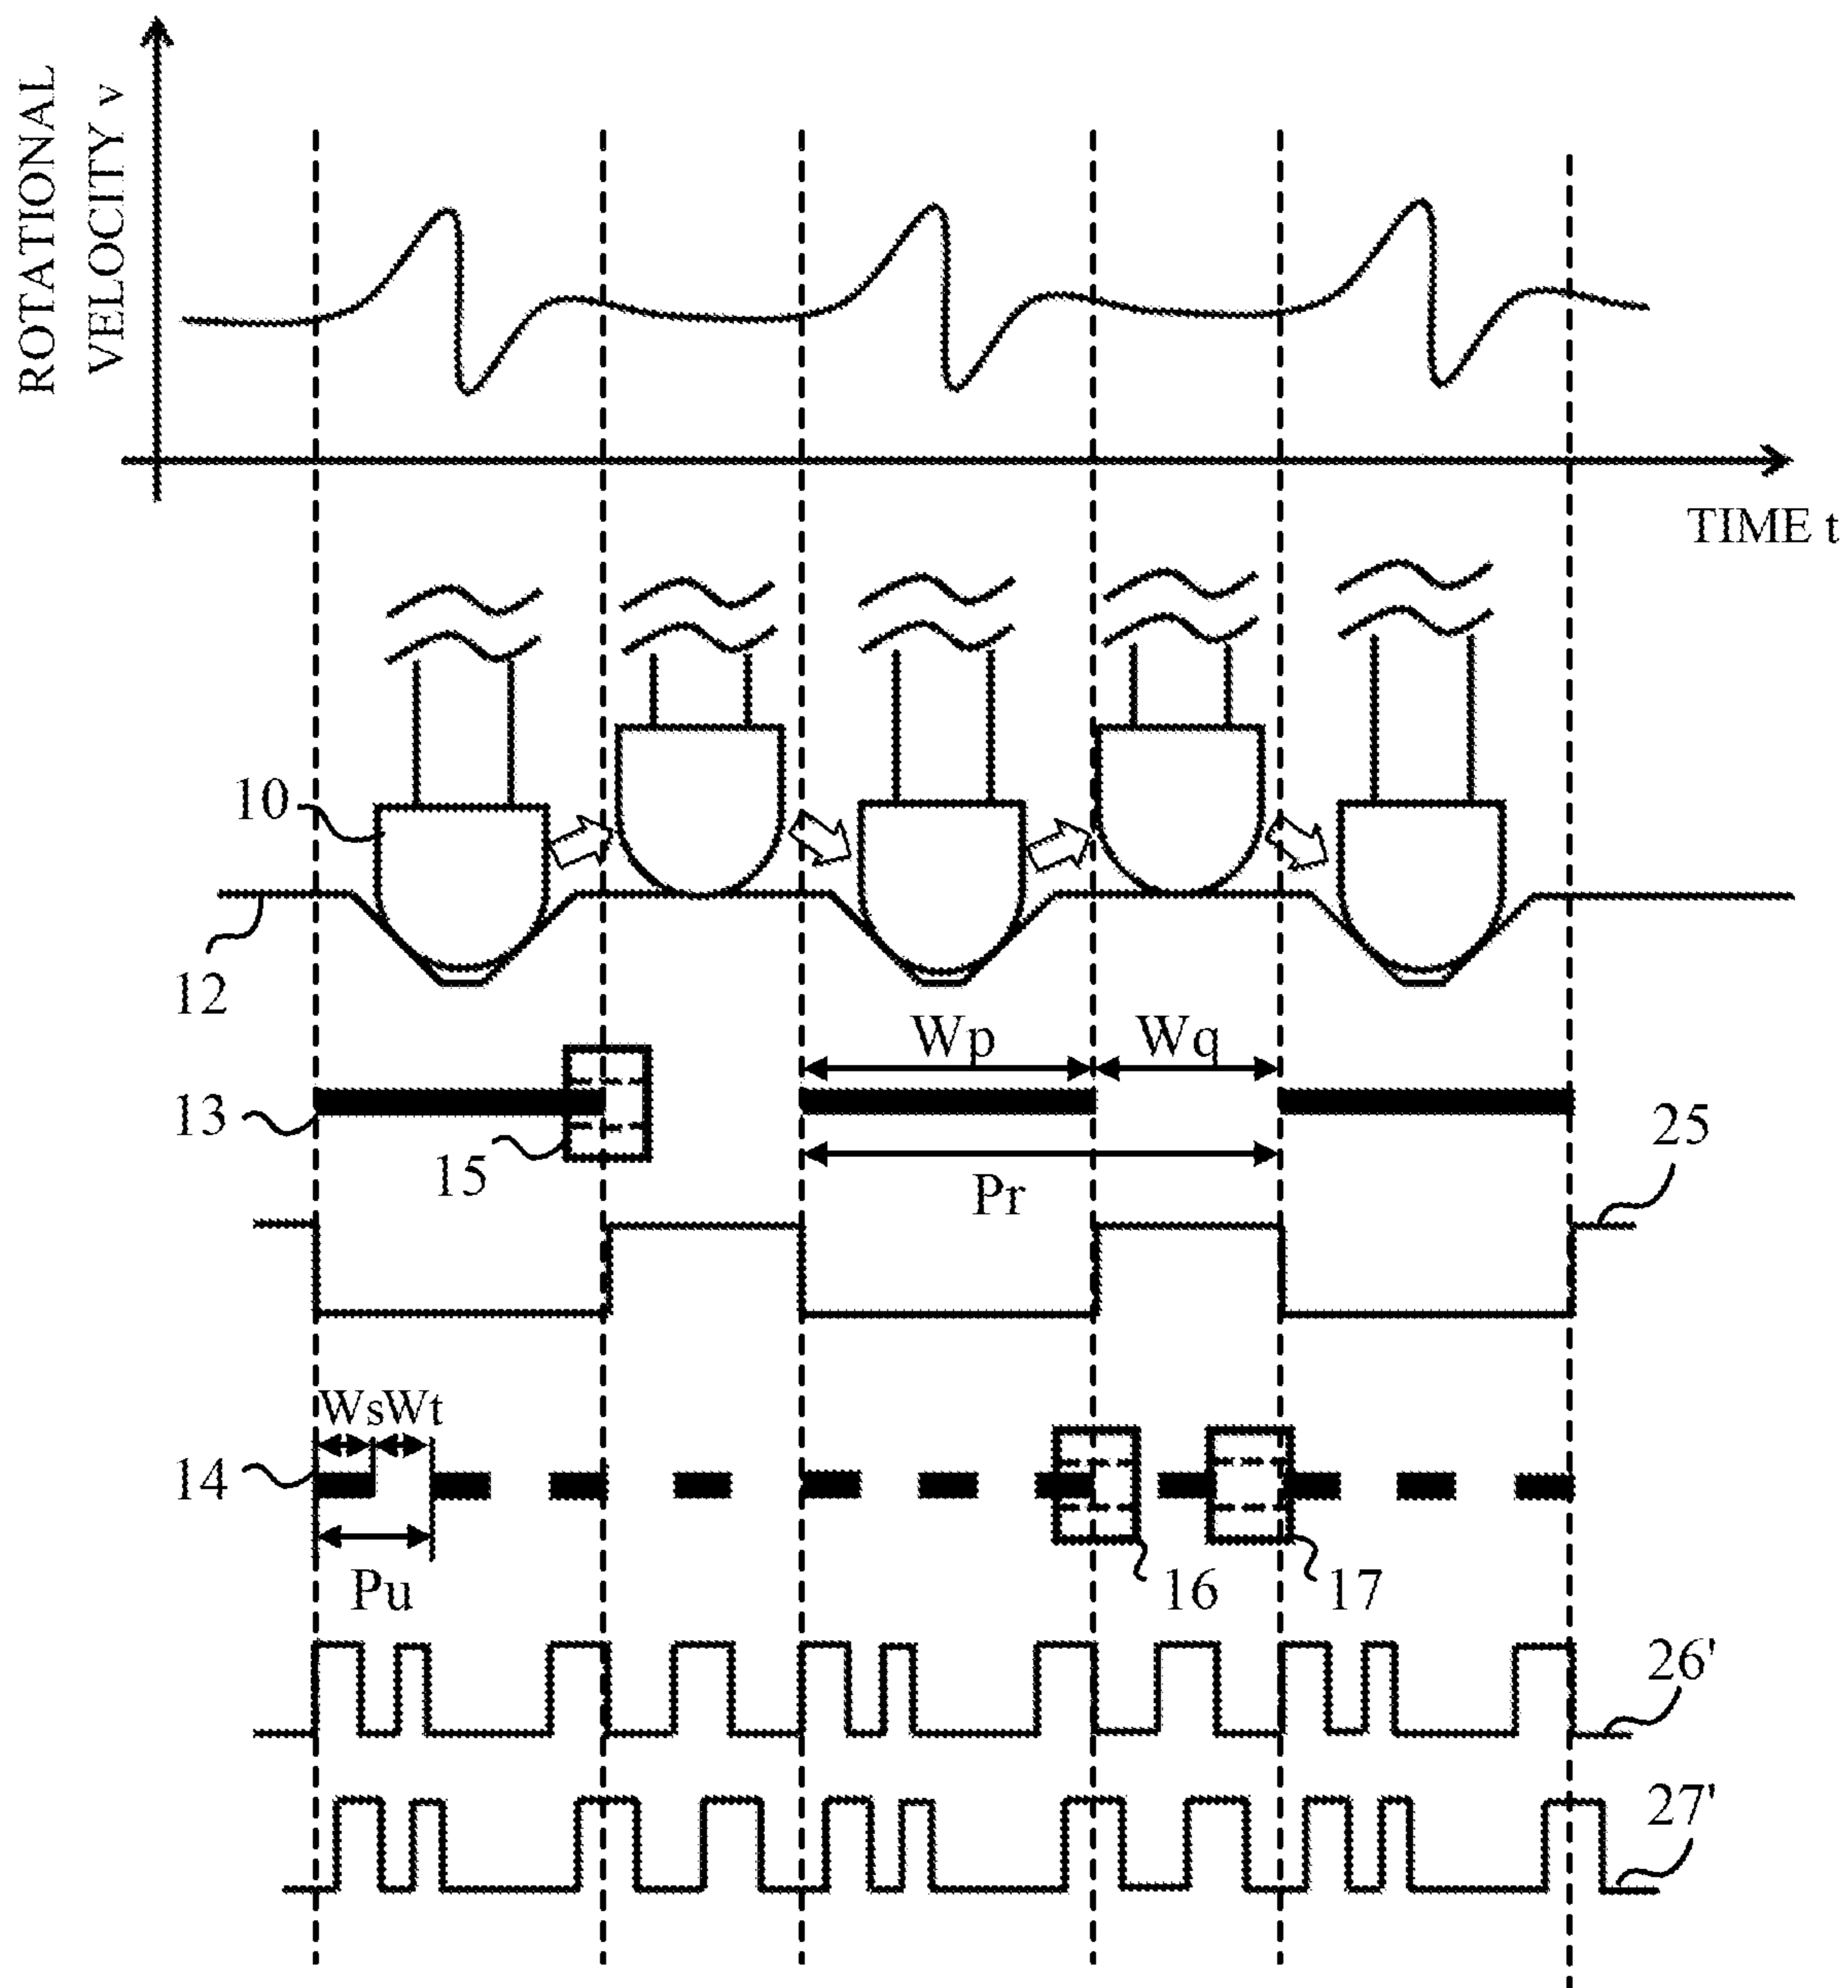 ROTATIONAL
VELOCITY v
TIME t
10
12
Wp
Wq
13
15
25
Pr
WsWt
14
Pu
16
17
26'
27'